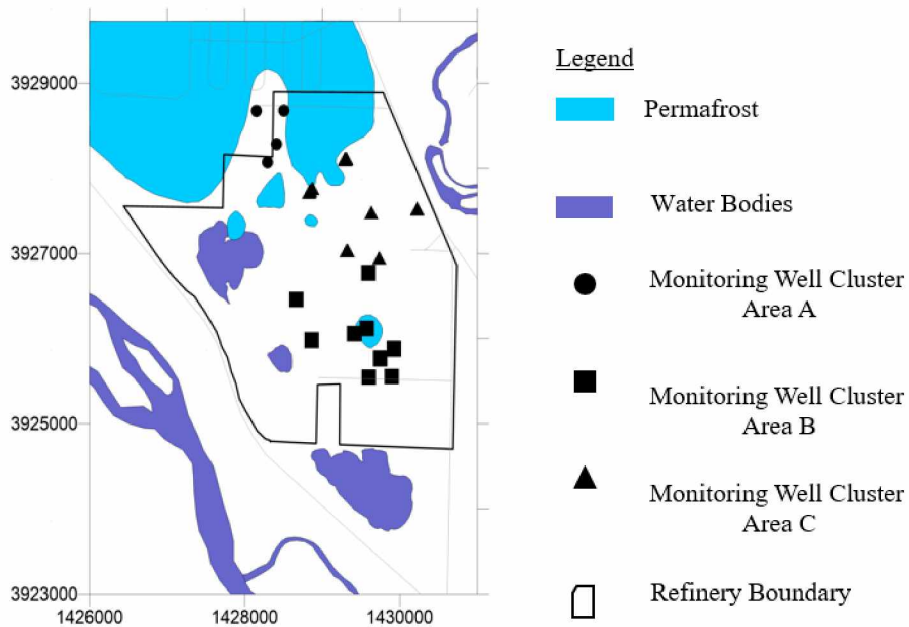 3929000
3927000
3925000
3923000
1426000
1428000
1430000
Legend
Permafrost
Water Bodies
Monitoring Well Cluster
Area A
Monitoring Well Cluster
Area B
Monitoring Well Cluster
Area C
Refinery Boundary